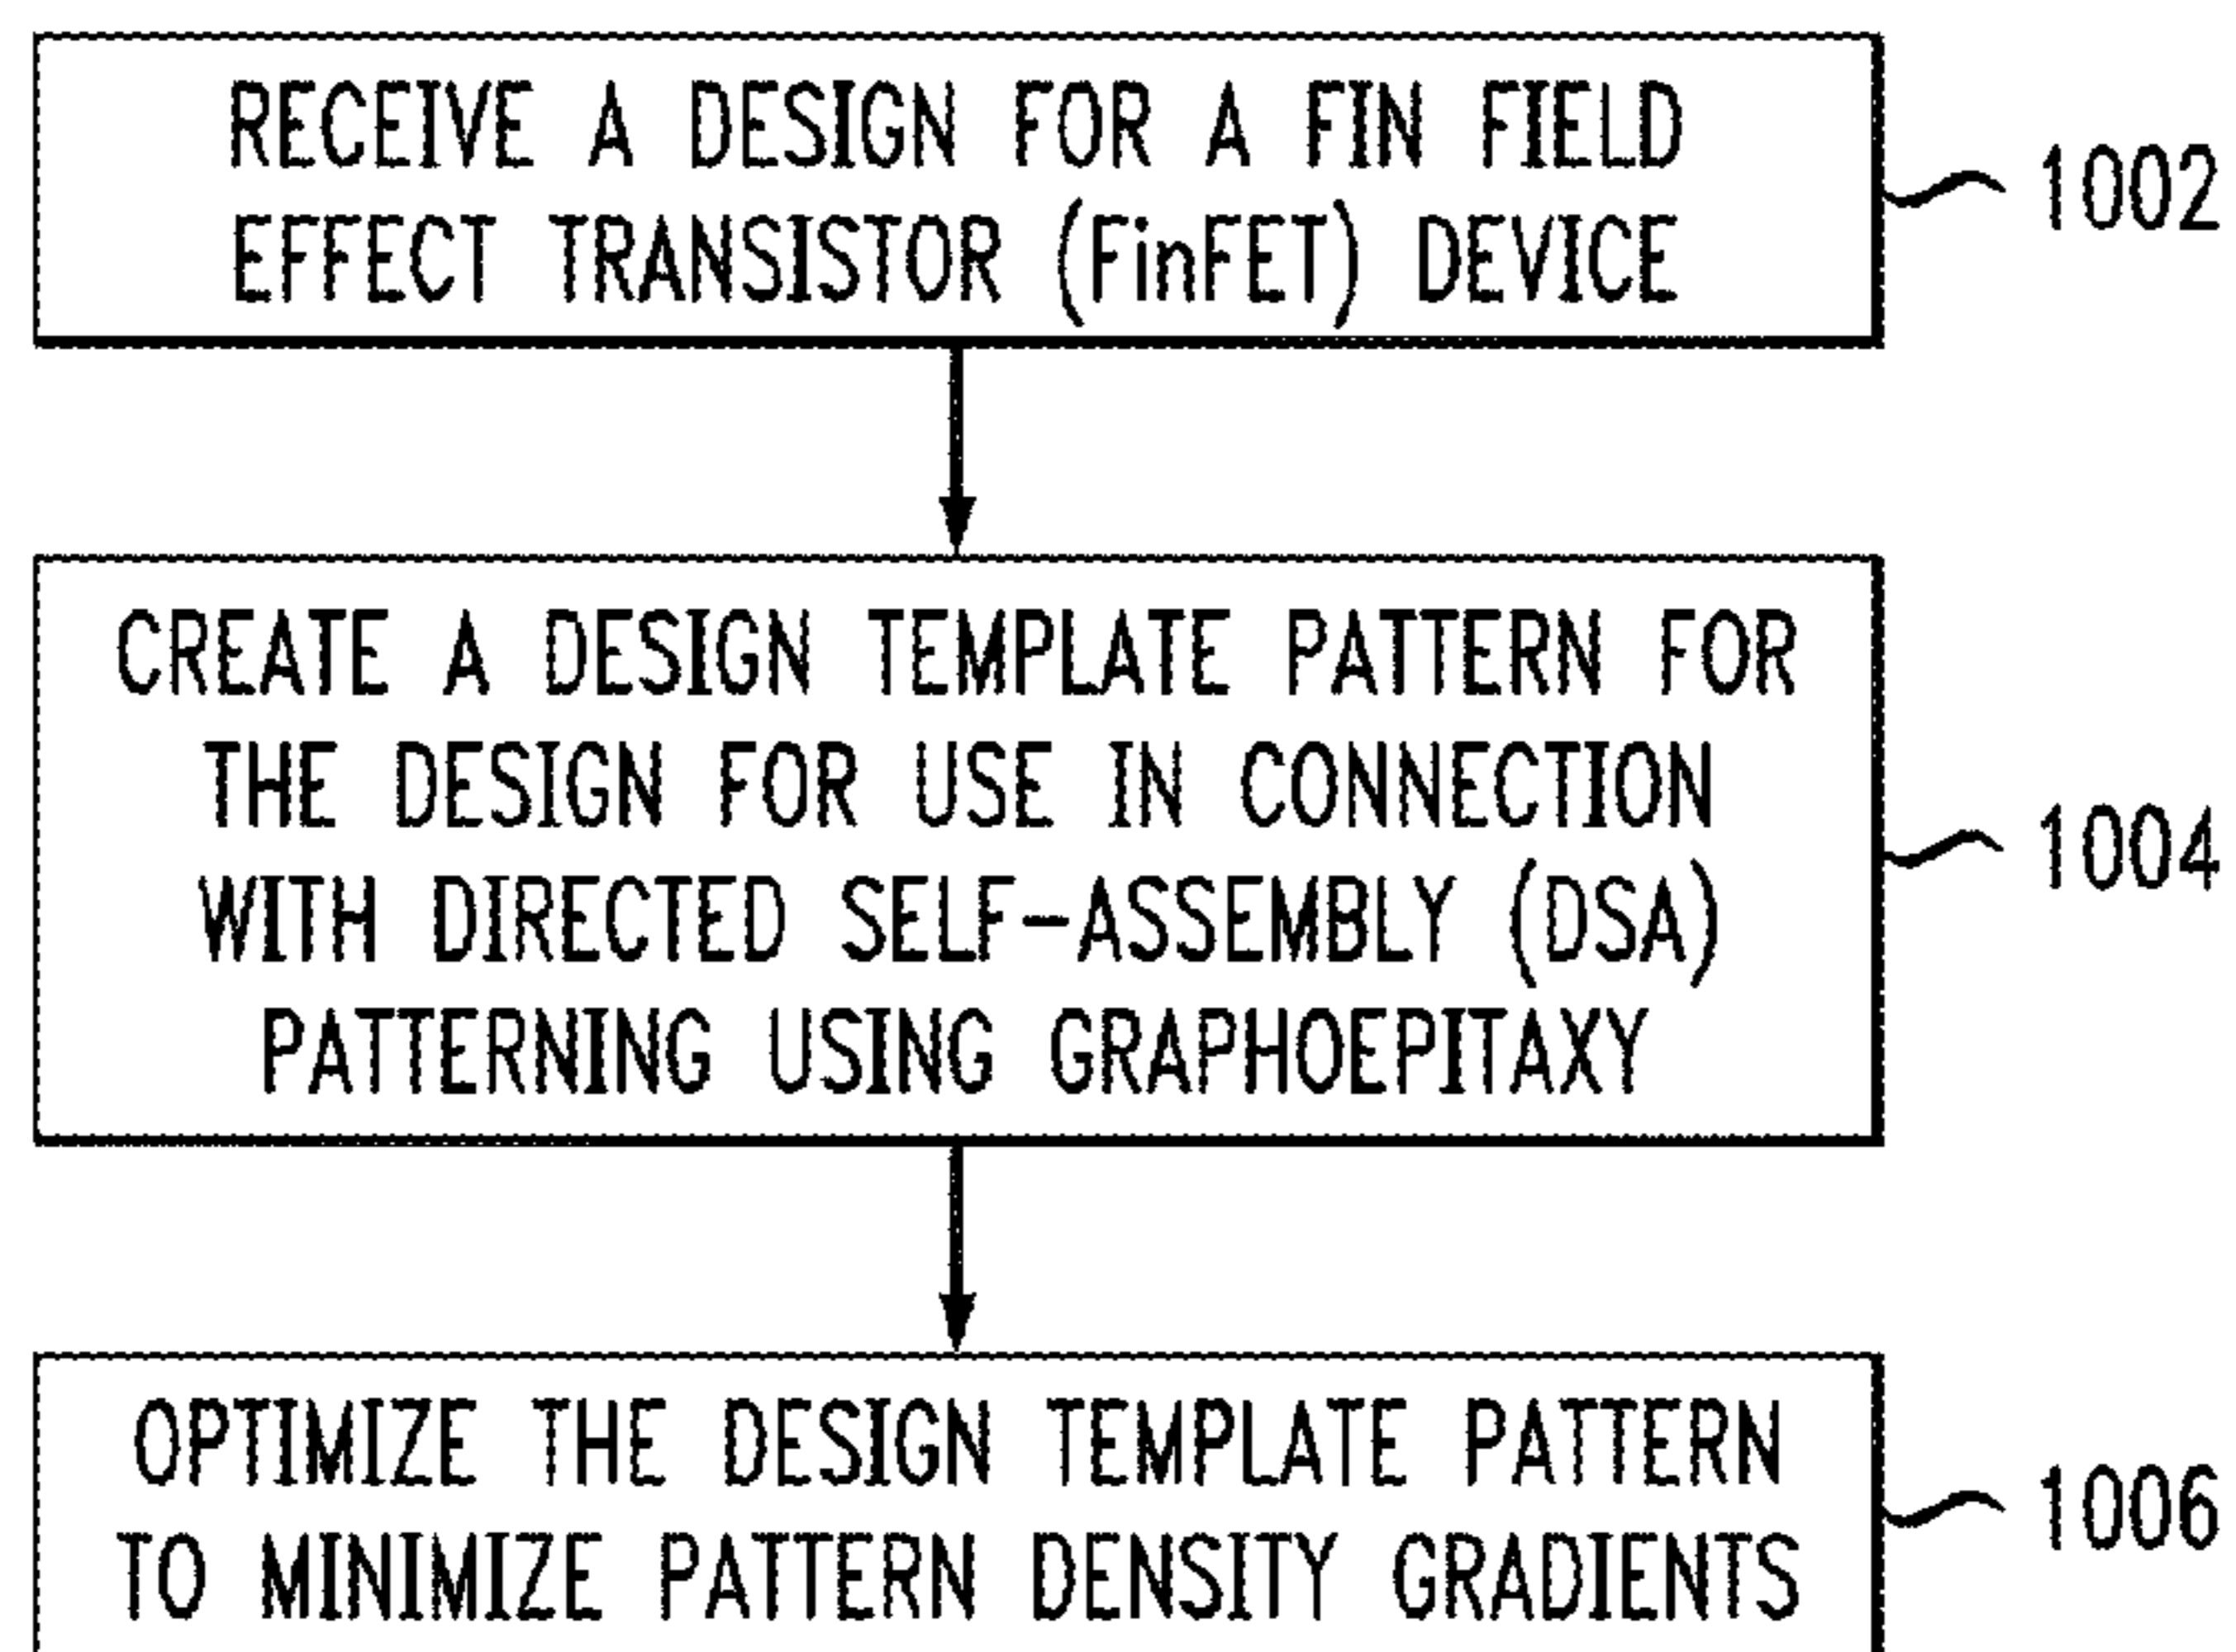 RECEIVE A DESIGN FOR A FIN FIELD
EFFECT TRANSISTOR (FinFET) DEVICE
1002
CREATE A DESIGN TEMPLATE PATTERN FOR
THE DESIGN FOR USE IN CONNECTION
WITH DIRECTED SELF-ASSEMBLY (DSA)
PATTERNING USING GRAPHOEPITAXY
1004
OPTIMIZE THE DESIGN TEMPLATE PATTERN
TO MINIMIZE PATTERN DENSITY GRADIENTS
1006